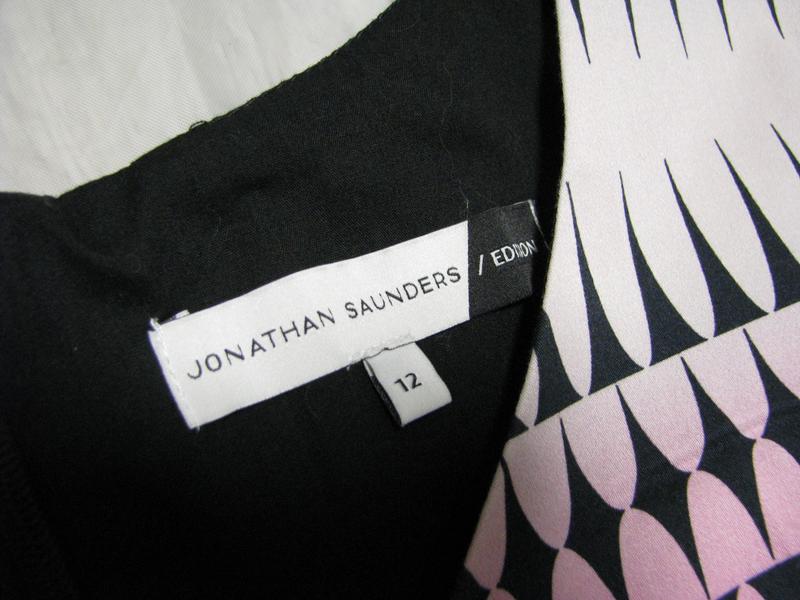 JONATHAN SAUNDERS / EDITION
12